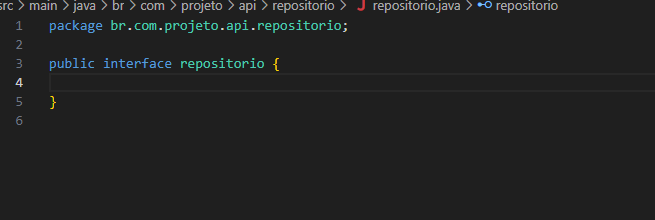 src > main > java > br > com > projeto > api > repositorio > J repositorio.java > repositorio
1 package br.com.projeto.api.repositorio;
2
3 public interface repositorio {
4
5 }
6